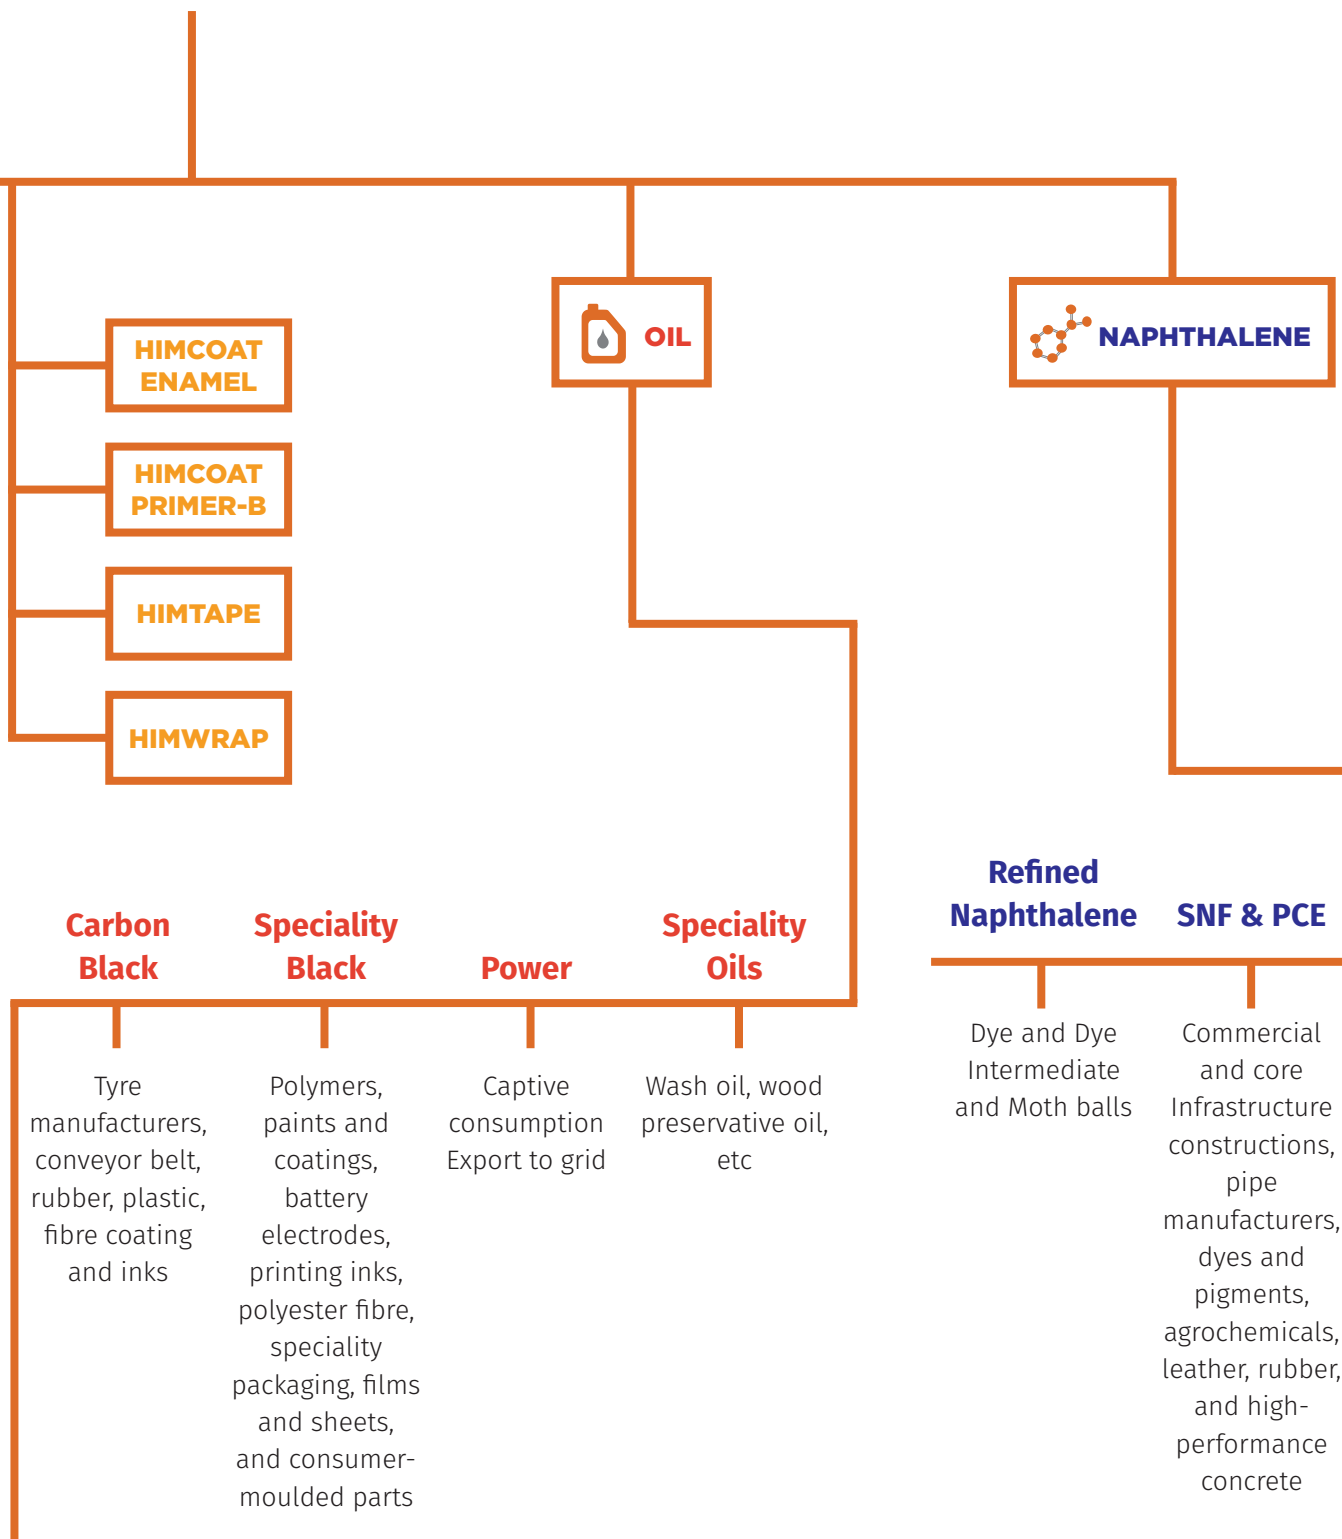 HIMCOAT
ENAMEL
HIMCOAT
PRIMER-B
HIMTAPE
HIMWRAP
OIL
NAPHTHALENE
Carbon
Black
Tyre
manufacturers,
conveyor belt,
rubber, plastic,
fibre coating
and inks
Speciality
Black
Polymers,
paints and
coatings,
battery
electrodes,
printing inks,
polyester fibre,
speciality
packaging, films
and sheets,
and consumer-
moulded parts
Power
Captive
consumption
Export to grid
Speciality
Oils
Wash oil, wood
preservative oil,
etc
Refined
Naphthalene
Dye and Dye
Intermediate
and Moth balls
SNF & PCE
Commercial
and core
Infrastructure
constructions,
pipe
manufacturers,
dyes and
pigments,
agrochemicals,
leather, rubber,
and high-
performance
concrete